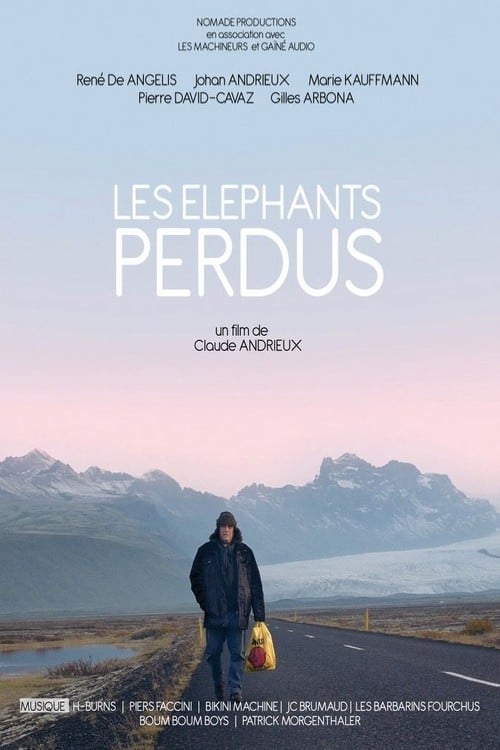 NOMADE PRODUCTIONS
en association avec
LES MACHINEURS et GAÏNÉ AUDIO
René De ANGELIS Johan ANDRIEUX Marie KAUFFMANN
Pierre DAVID-CAVAZ Gilles ARBONA
LES ELEPHANTS
PERDUS
un film de
Claude ANDRIEUX
MUSIQUE H-BURNS | PIERS FACCINI | BIKINI MACHINE | JC BRUMAUD | LES BARBARINS FOURCHUS
BOUM BOUM BOYS | PATRICK MORGENTHALER